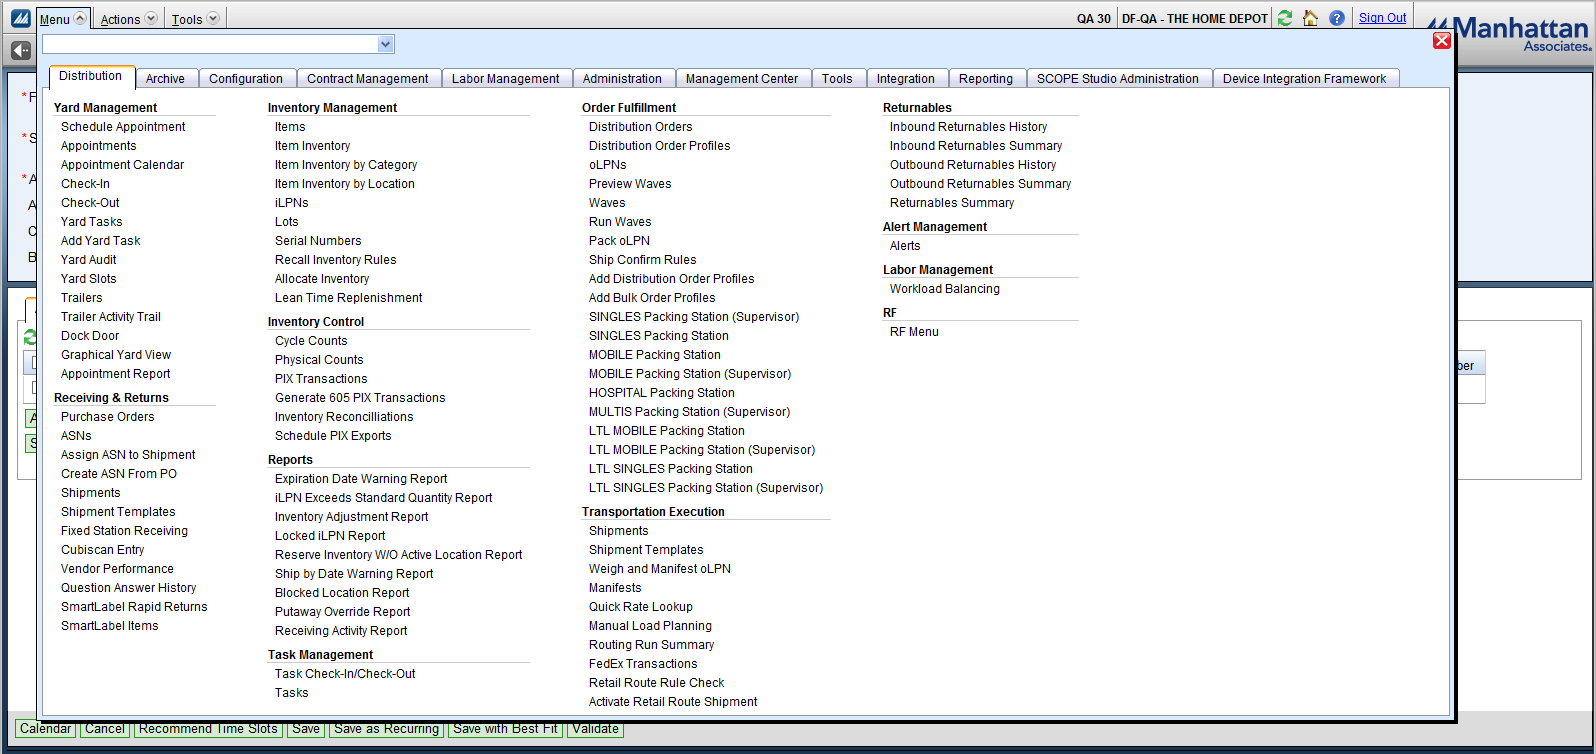 Menu Actions Tools QA 30 DF-QA - THE HOME DEPOT Sign Out
Manhattan
Associates.
Distribution Archive Configuration Contract Management Labor Management Administration Management Center Tools Integration Reporting SCOPE Studio Administration Device Integration Framework
Yard Management
Schedule Appointment
Appointments
Appointment Calendar
Check-In
Check-Out
Yard Tasks
Add Yard Task
Yard Audit
Yard Slots
Trailers
Trailer Activity Trail
Dock Door
Graphical Yard View
Appointment Report
Receiving & Returns
Purchase Orders
ASNs
Assign ASN to Shipment
Create ASN From PO
Shipments
Shipment Templates
Fixed Station Receiving
Cubiscan Entry
Vendor Performance
Question Answer History
SmartLabel Rapid Returns
SmartLabel Items
Inventory Management
Items
Item Inventory
Item Inventory by Category
Item Inventory by Location
iLPNs
Lots
Serial Numbers
Recall Inventory Rules
Allocate Inventory
Lean Time Replenishment
Inventory Control
Cycle Counts
Physical Counts
PIX Transactions
Generate 605 PIX Transactions
Inventory Reconcilliations
Schedule PIX Exports
Reports
Expiration Date Warning Report
iLPN Exceeds Standard Quantity Report
Inventory Adjustment Report
Locked iLPN Report
Reserve Inventory W/O Active Location Report
Ship by Date Warning Report
Blocked Location Report
Putaway Override Report
Receiving Activity Report
Task Management
Task Check-In/Check-Out
Tasks
Order Fulfillment
Distribution Orders
Distribution Order Profiles
oLPNs
Preview Waves
Waves
Run Waves
Pack oLPN
Ship Confirm Rules
Add Distribution Order Profiles
Add Bulk Order Profiles
SINGLES Packing Station (Supervisor)
SINGLES Packing Station
MOBILE Packing Station
MOBILE Packing Station (Supervisor)
HOSPITAL Packing Station
MULTIS Packing Station (Supervisor)
LTL MOBILE Packing Station
LTL MOBILE Packing Station (Supervisor)
LTL SINGLES Packing Station
LTL SINGLES Packing Station (Supervisor)
Transportation Execution
Shipments
Shipment Templates
Weigh and Manifest oLPN
Manifests
Quick Rate Lookup
Manual Load Planning
Routing Run Summary
FedEx Transactions
Retail Route Rule Check
Activate Retail Route Shipment
Returnables
Inbound Returnables History
Inbound Returnables Summary
Outbound Returnables History
Outbound Returnables Summary
Returnables Summary
Alert Management
Alerts
Labor Management
Workload Balancing
RF
RF Menu
* F
* S
* A
A
C
B
ber
A
S
Calendar Cancel Recommend Time Slots Save Save as Recurring Save with Best Fit Validate